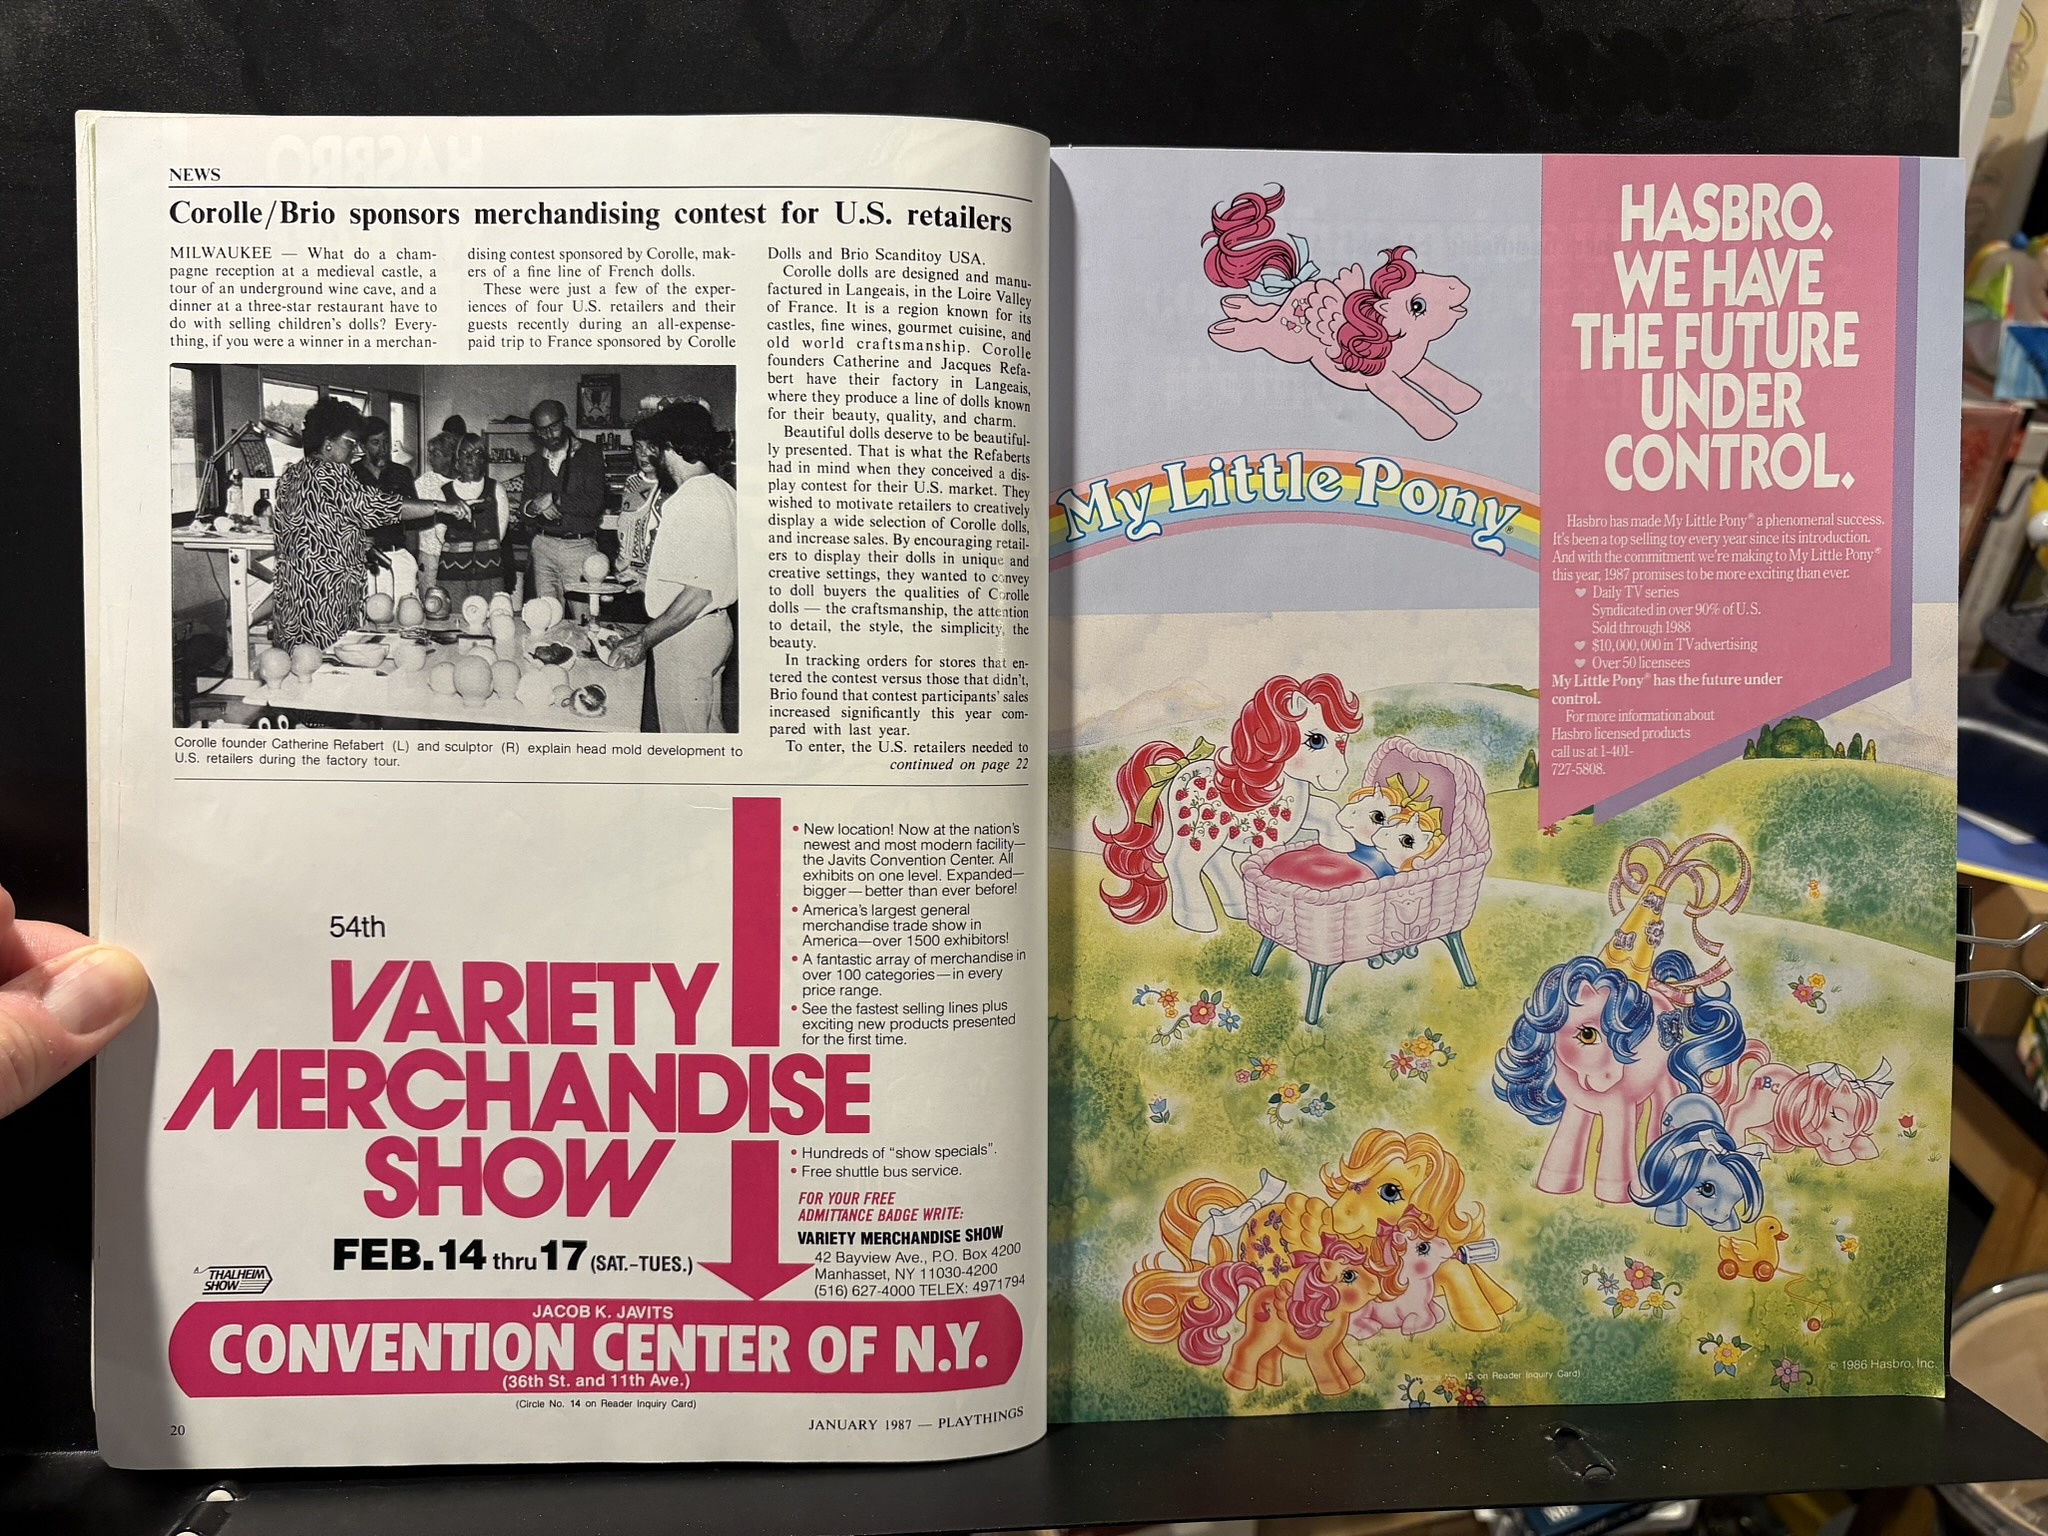 NEWS
Corolle/Brio sponsors merchandising contest for U.S. retailers
MILWAUKEE — What do a cham-
pagne reception at a medieval castle, a
tour of an underground wine cave, and a
dinner at a three-star restaurant have to
do with selling children's dolls? Every-
thing, if you were a winner in a merchan-
dising contest sponsored by Corolle, mak-
ers of a fine line of French dolls.
These were just a few of the exper-
iences of four U.S. retailers and their
guests recently during an all-expense-
paid trip to France sponsored by Corolle
Dolls and Brio Scanditoy USA.
Corolle dolls are designed and manu-
factured in Langeais, in the Loire Valley
of France. It is a region known for its
castles, fine wines, gourmet cuisine, and
old world craftsmanship. Corolle
founders Catherine and Jacques Refa-
bert have their factory in Langeais,
where they produce a line of dolls known
for their beauty, quality, and charm.
Beautiful dolls deserve to be beautiful-
ly presented. That is what the Refaberts
had in mind when they conceived a dis-
play contest for their U.S. market. They
wished to motivate retailers to creatively
display a wide selection of Corolle dolls,
and increase sales. By encouraging retail-
ers to display their dolls in unique and
creative settings, they wanted to convey
to doll buyers the qualities of Corolle
dolls — the craftsmanship, the attention
to detail, the style, the simplicity, the
beauty.
In tracking orders for stores that en-
tered the contest versus those that didn't,
Brio found that contest participants' sales
increased significantly this year com-
pared with last year.
To enter, the U.S. retailers needed to
continued on page 22
Corolle founder Catherine Refabert (L) and sculptor (R) explain head mold development to
U.S. retailers during the factory tour.
54th
VARIETY
MERCHANDISE
SHOW
FEB. 14 thru 17 (SAT.-TUES.)
A THALHEIM
SHOW
• New location! Now at the nation's
newest and most modern facility—
the Javits Convention Center. All
exhibits on one level. Expanded—
bigger—better than ever before!
• America's largest general
merchandise trade show in
America—over 1500 exhibitors!
• A fantastic array of merchandise in
over 100 categories—in every
price range.
• See the fastest selling lines plus
exciting new products presented
for the first time.
• Hundreds of "show specials".
• Free shuttle bus service.
FOR YOUR FREE
ADMITTANCE BADGE WRITE:
VARIETY MERCHANDISE SHOW
42 Bayview Ave., P.O. Box 4200
Manhasset, NY 11030-4200
(516) 627-4000 TELEX: 4971794
JACOB K. JAVITS
CONVENTION CENTER OF N.Y.
(36th St. and 11th Ave.)
(Circle No. 14 on Reader Inquiry Card)
20
JANUARY 1987 — PLAYTHINGS
My Little Pony®
HASBRO.
WE HAVE
THE FUTURE
UNDER
CONTROL.
Hasbro has made My Little Pony® a phenomenal success.
It's been a top selling toy every year since its introduction.
And with the commitment we're making to My Little Pony®
this year, 1987 promises to be more exciting than ever.
♥ Daily TV series
Syndicated in over 90% of U.S.
Sold through 1988
♥ $10,000,000 in TV advertising
♥ Over 50 licensees
My Little Pony® has the future under
control.
For more information about
Hasbro licensed products
call us at 1-401-
727-5808.
ABC
© 1986 Hasbro, Inc.
No. 15 on Reader Inquiry Card)